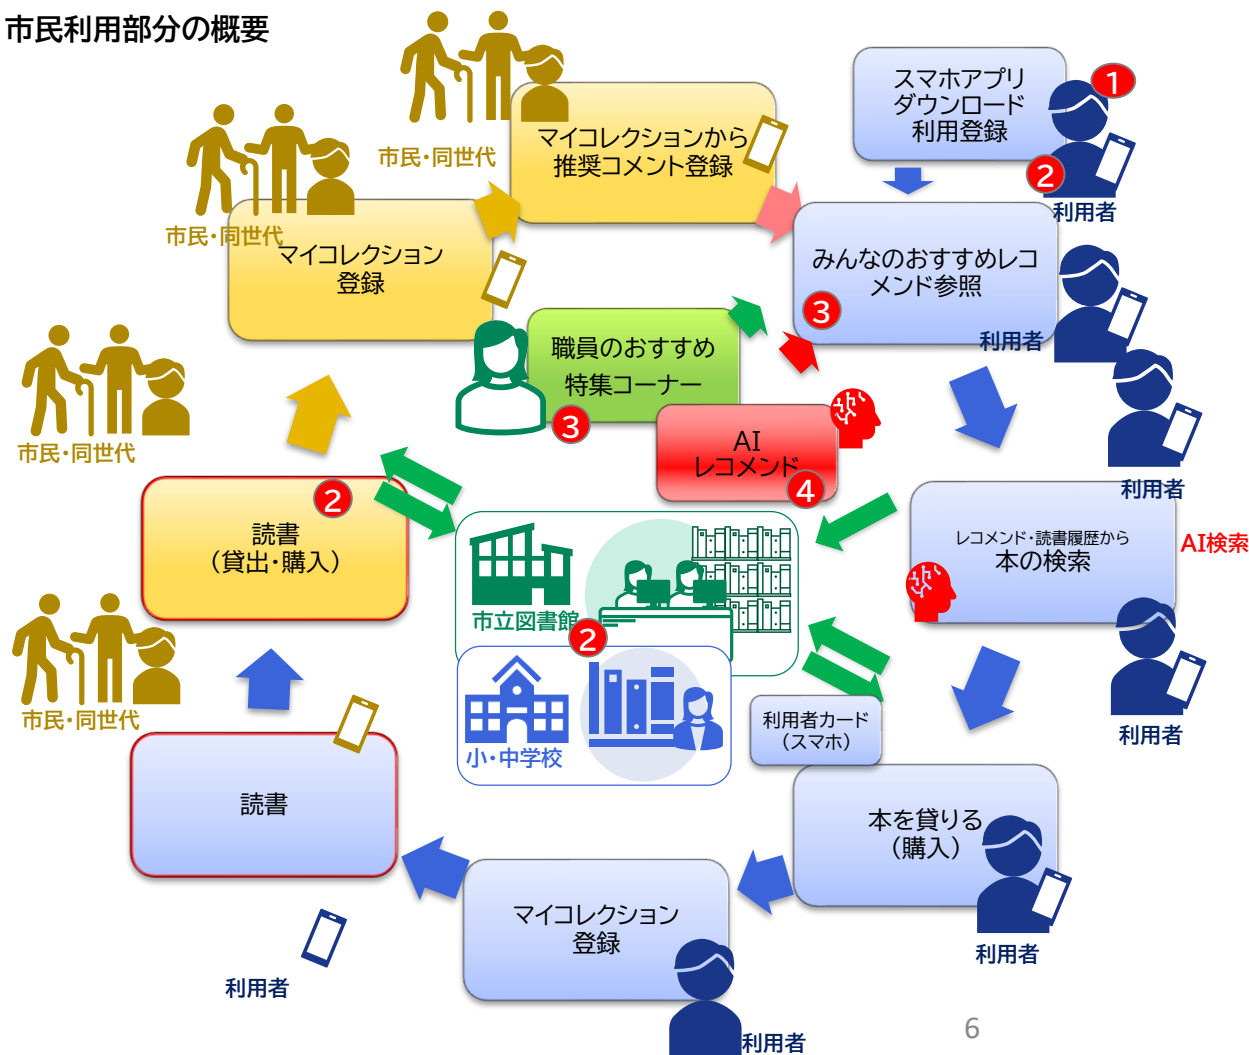 市民利用部分の概要
スマホアプリ
ダウンロード
利用登録
1
2
利用者
マイコレクションから
推奨コメント登録
市民・同世代
市民・同世代
マイコレクション
登録
みんなのおすすめレコ
メンド参照
3
利用者
職員のおすすめ
特集コーナー
3
AI
レコメンド
4
市民・同世代
利用者
2
読書
（貸出・購入）
レコメンド・読書履歴から
本の検索
AI検索
市立図書館
2
市民・同世代
利用者カード
（スマホ）
利用者
小・中学校
読書
本を貸りる
（購入）
マイコレクション
登録
利用者
利用者
利用者
6